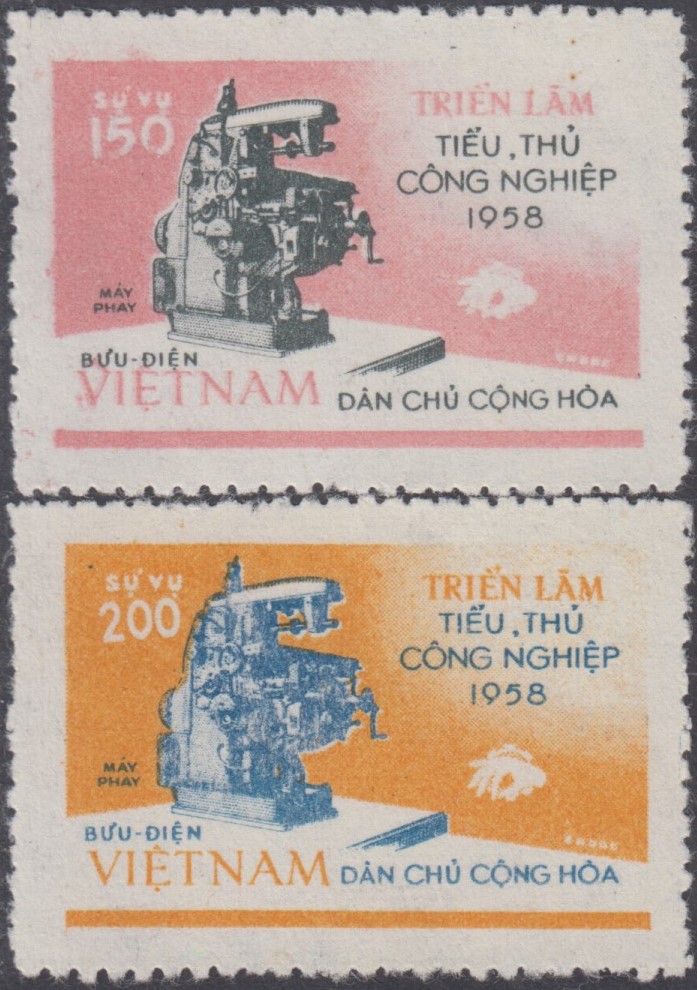 SỰ VỤ
150
TRIỂN LÃM
TIỂU, THỦ
CÔNG NGHIỆP
1958
MÁY
PHAY
BƯU-ĐIỆN
VIỆTNAM DÂN CHỦ CỘNG HÒA
SỰ VỤ
200
TRIỂN LÃM
TIỂU, THỦ
CÔNG NGHIỆP
1958
MÁY
PHAY
BƯU-ĐIỆN
VIỆTNAM DÂN CHỦ CỘNG HÒA